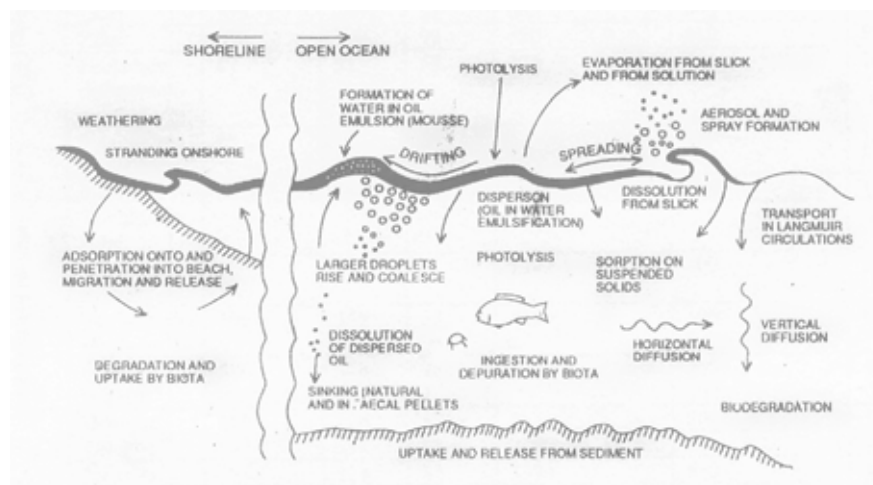 SHORELINE OPEN OCEAN
PHOTOLYSIS
EVAPORATION FROM SLICK
AND FROM SOLUTION
FORMATION OF
WATER IN OIL
EMULSION (MOUSSE)
AEROSOL AND
SPRAY FORMATION
WEATHERING
STRANDING ONSHORE
DRIFTING
SPREADING
DISPERSON
(OIL IN WATER
EMULSIFICATION)
DISSOLUTION
FROM SLICK
TRANSPORT
IN LANGMUIR
CIRCULATIONS
ADSORPTION ONTO AND
PENETRATION INTO BEACH,
MIGRATION AND RELEASE
LARGER DROPLETS
RISE AND COALESCE
PHOTOLYSIS
SORPTION ON
SUSPENDED
SOLIDS
DISSOLUTION
OF DISPERSED
OIL
HORIZONTAL
DIFFUSION
VERTICAL
DIFFUSION
DEGRADATION AND
UPTAKE BY BIOTA
INGESTION AND
DEPURATION BY BIOTA
SINKING (NATURAL
AND IN FAECAL PELLETS
BIODEGRADATION
UPTAKE AND RELEASE FROM SEDIMENT